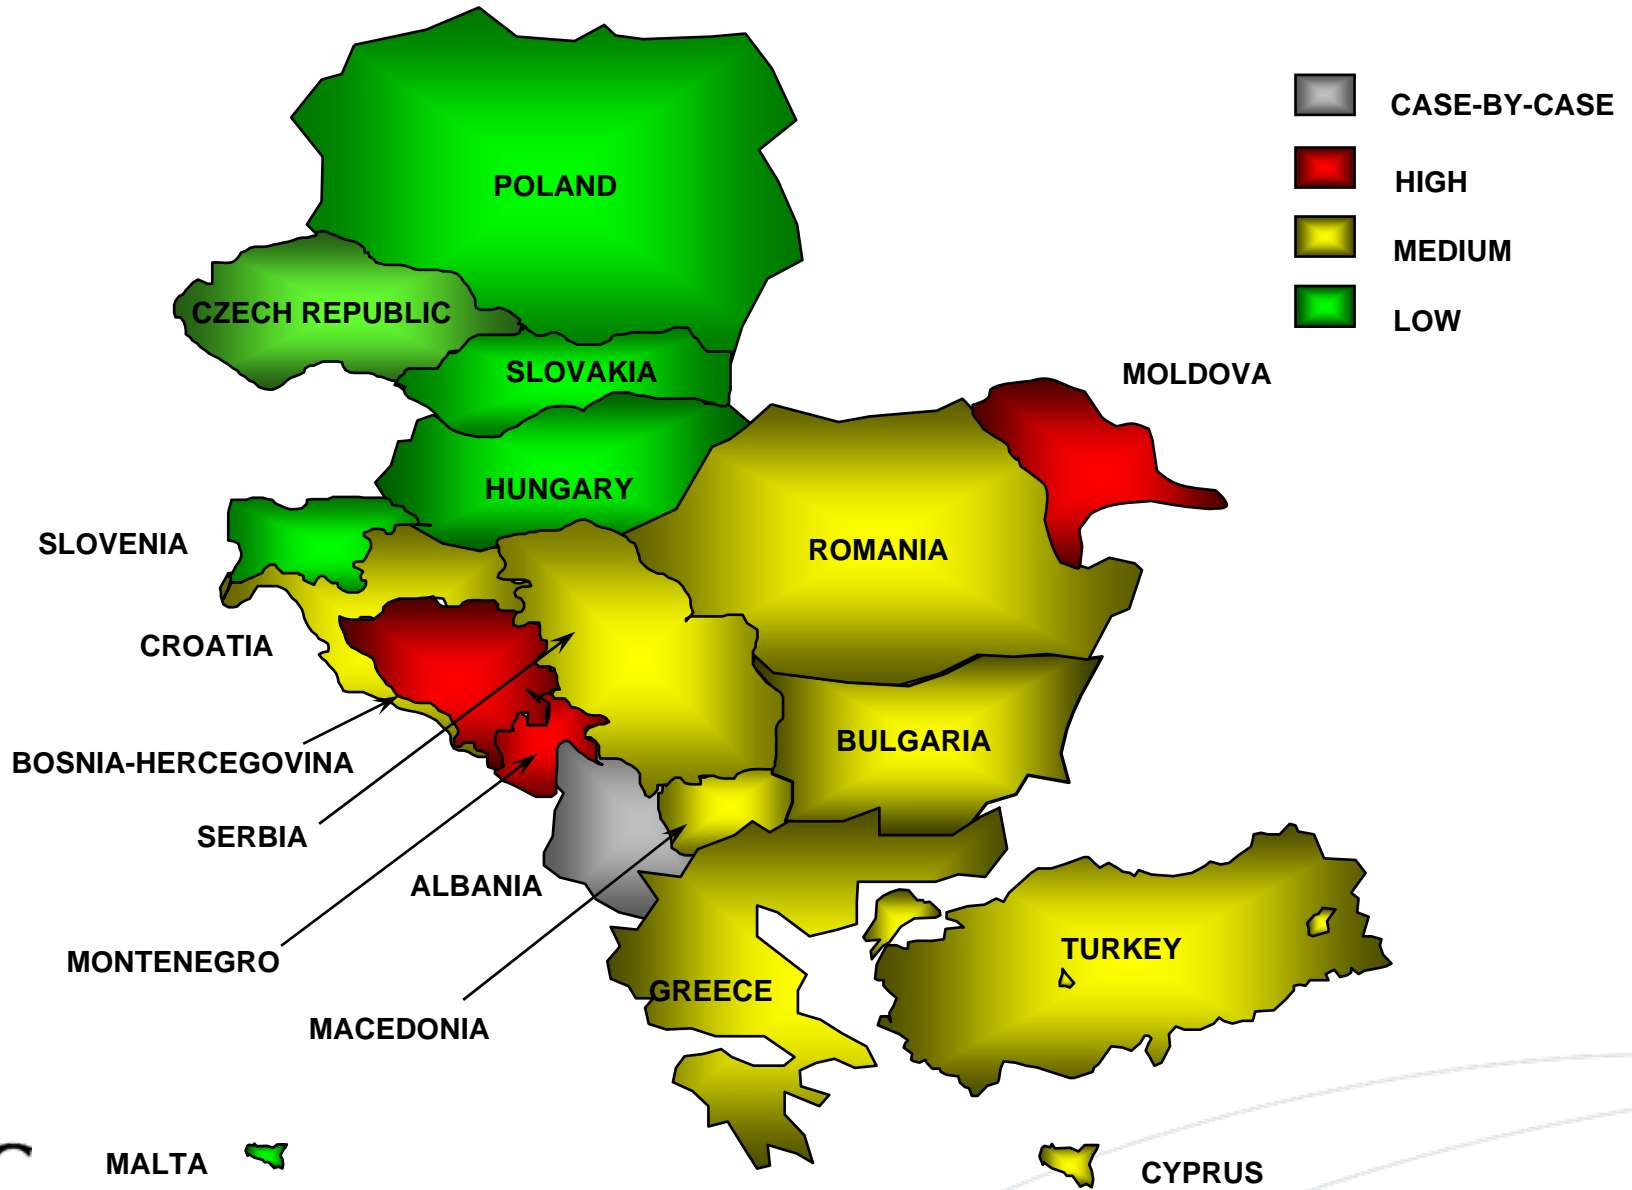 CASE-BY-CASE
POLAND
HIGH
MEDIUM
CZECH REPUBLIC
LOW
SLOVAKIA
MOLDOVA
HUNGARY
SLOVENIA
ROMANIA
CROATIA
BULGARIA
BOSNIA-HERCEGOVINA
SERBIA
ALBANIA
TURKEY
MONTENEGRO
GREECE
MACEDONIA
MALTA
CYPRUS